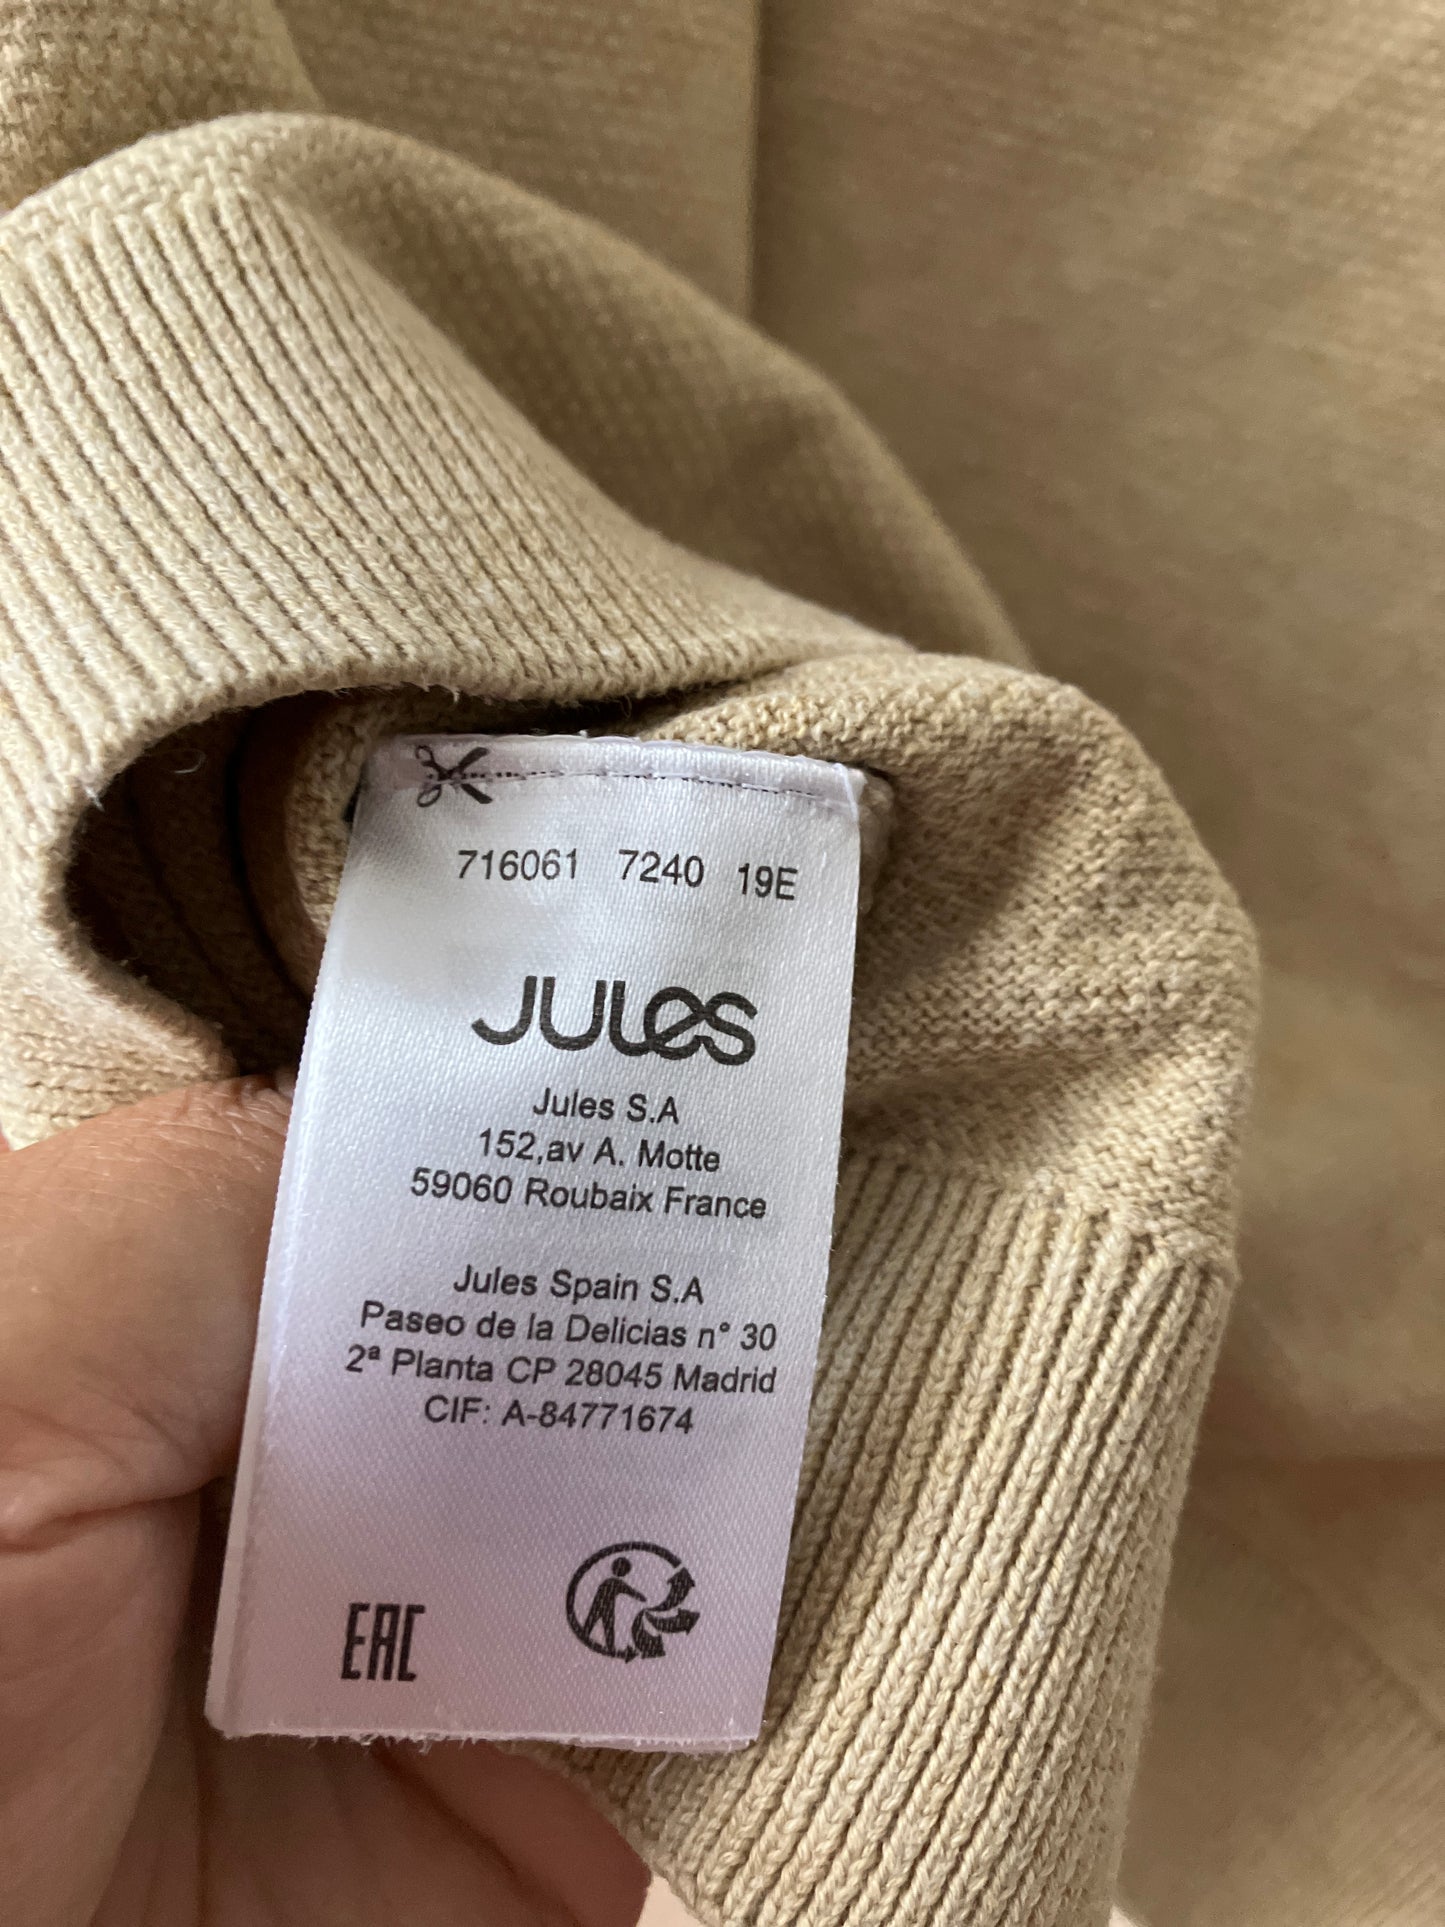 716061 7240 19E
JULES
Jules S.A
152,av A. Motte
59060 Roubaix France
Jules Spain S.A
Paseo de la Delicias n° 30
2ª Planta CP 28045 Madrid
CIF: A-84771674
EAC